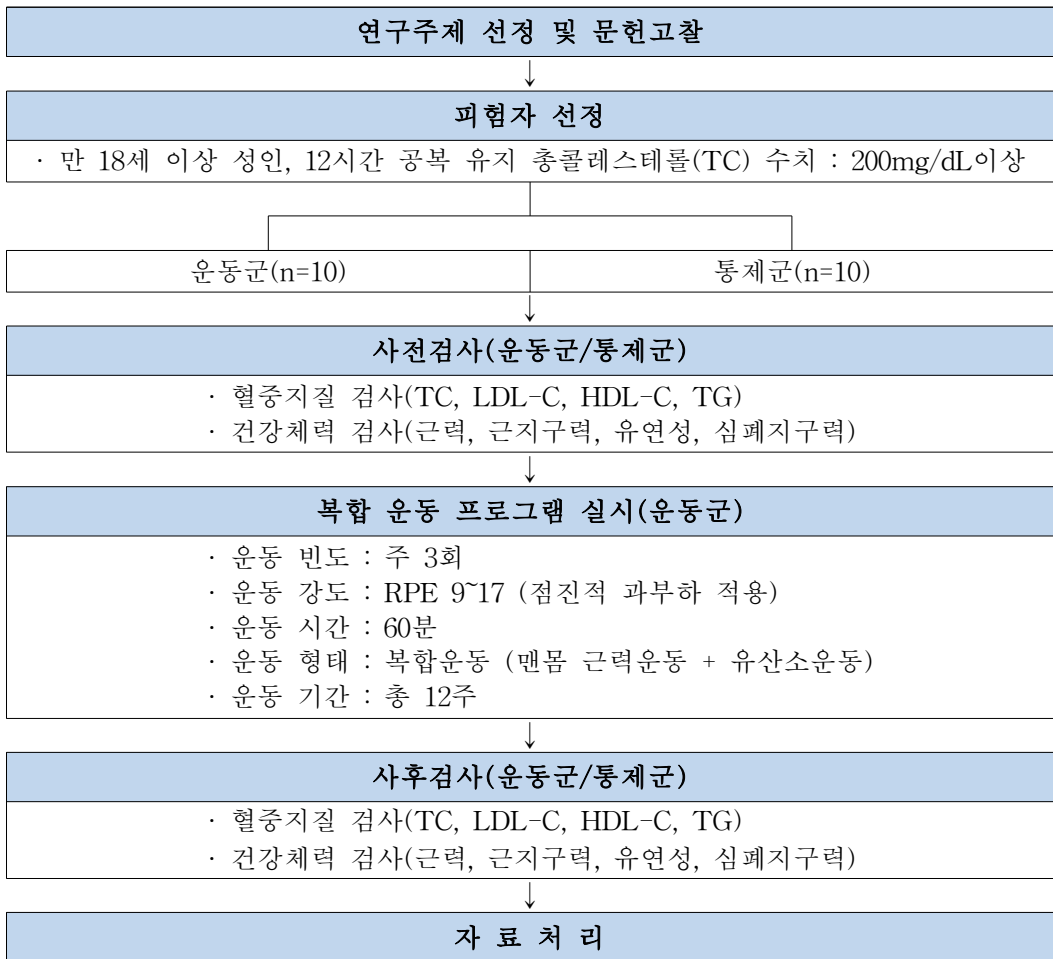 연구주제 선정 및 문헌고찰
피험자 선정
· 만 18세 이상 성인, 12시간 공복 유지 총콜레스테롤(TC) 수치 : 200mg/dL이상
운동군(n=10)
통제군(n=10)
사전검사(운동군/통제군)
· 혈중지질 검사(TC, LDL-C, HDL-C, TG)
· 건강체력 검사(근력, 근지구력, 유연성, 심폐지구력)
복합 운동 프로그램 실시(운동군)
· 운동 빈도 : 주 3회
· 운동 강도 : RPE 9~17 (점진적 과부하 적용)
· 운동 시간 : 60분
· 운동 형태 : 복합운동 (맨몸 근력운동 + 유산소운동)
· 운동 기간 : 총 12주
사후검사(운동군/통제군)
· 혈중지질 검사(TC, LDL-C, HDL-C, TG)
· 건강체력 검사(근력, 근지구력, 유연성, 심폐지구력)
자 료 처 리